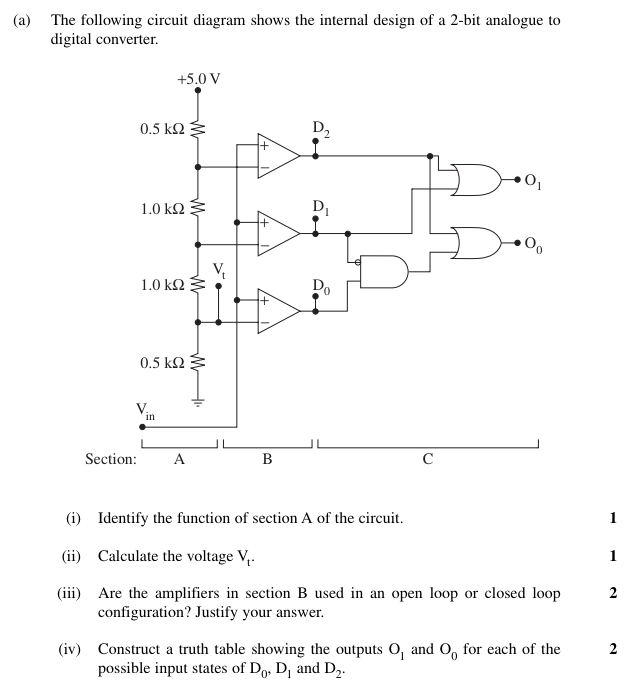 (a) The following circuit diagram shows the internal design of a 2-bit analogue to
digital converter.
+5.0 V
0.5 kΩ
D₂
O₁
1.0 kΩ
D₁
O₀
Vₜ
1.0 kΩ
D₀
0.5 kΩ
V_in
Section: A B C
(i) Identify the function of section A of the circuit. 1
(ii) Calculate the voltage Vₜ. 1
(iii) Are the amplifiers in section B used in an open loop or closed loop 2
configuration? Justify your answer.
(iv) Construct a truth table showing the outputs O₁ and O₀ for each of the 2
possible input states of D₀, D₁ and D₂.